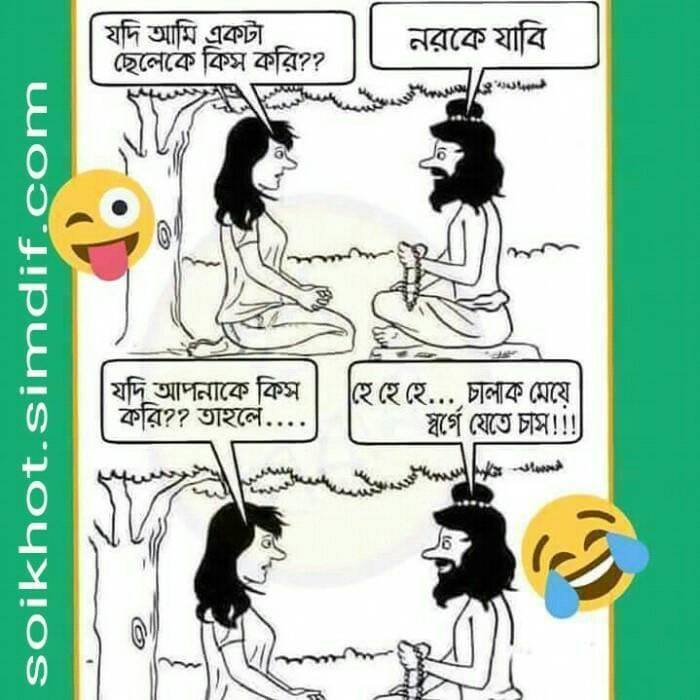 যদি আমি একটা
ছেলেকে কিস করি??
নরকে যাবি
যদি আপনাকে কিস
করি?? তাহলে....
হে হে হে... চালাক মেয়ে
স্বর্গে যেতে চাস!!!
soikhot.simdif.com